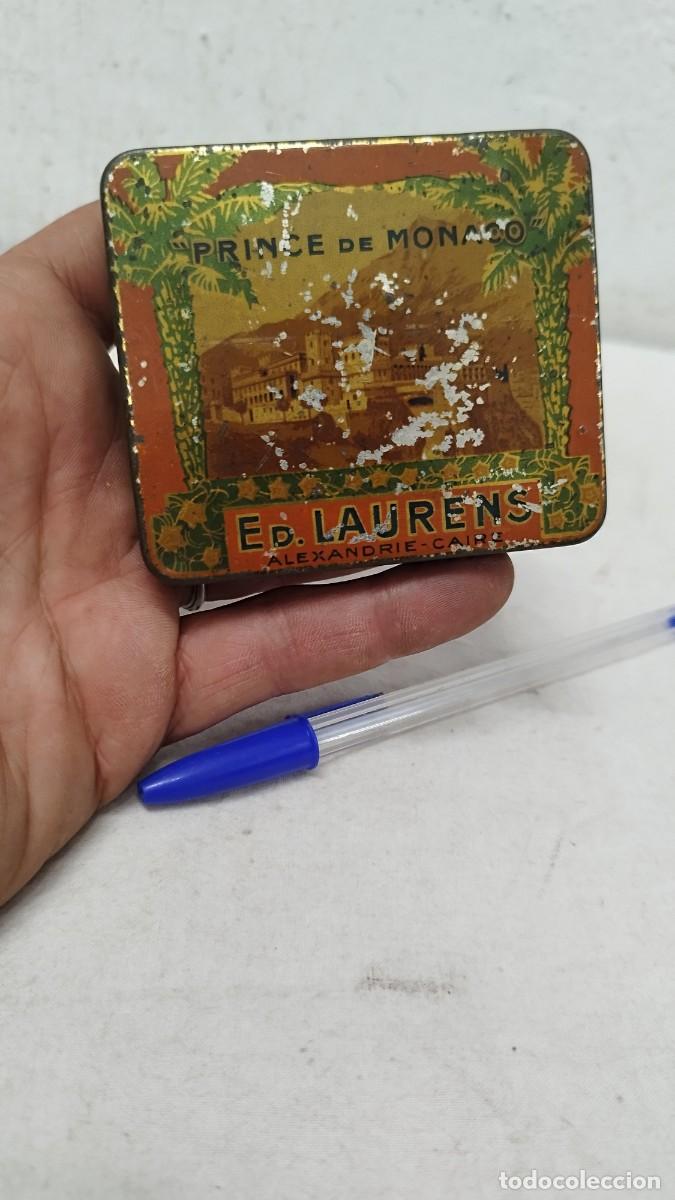 "PRINCE DE MONACO"
ED. LAURENS
ALEXANDRIE-CAIRE
todocoleccion